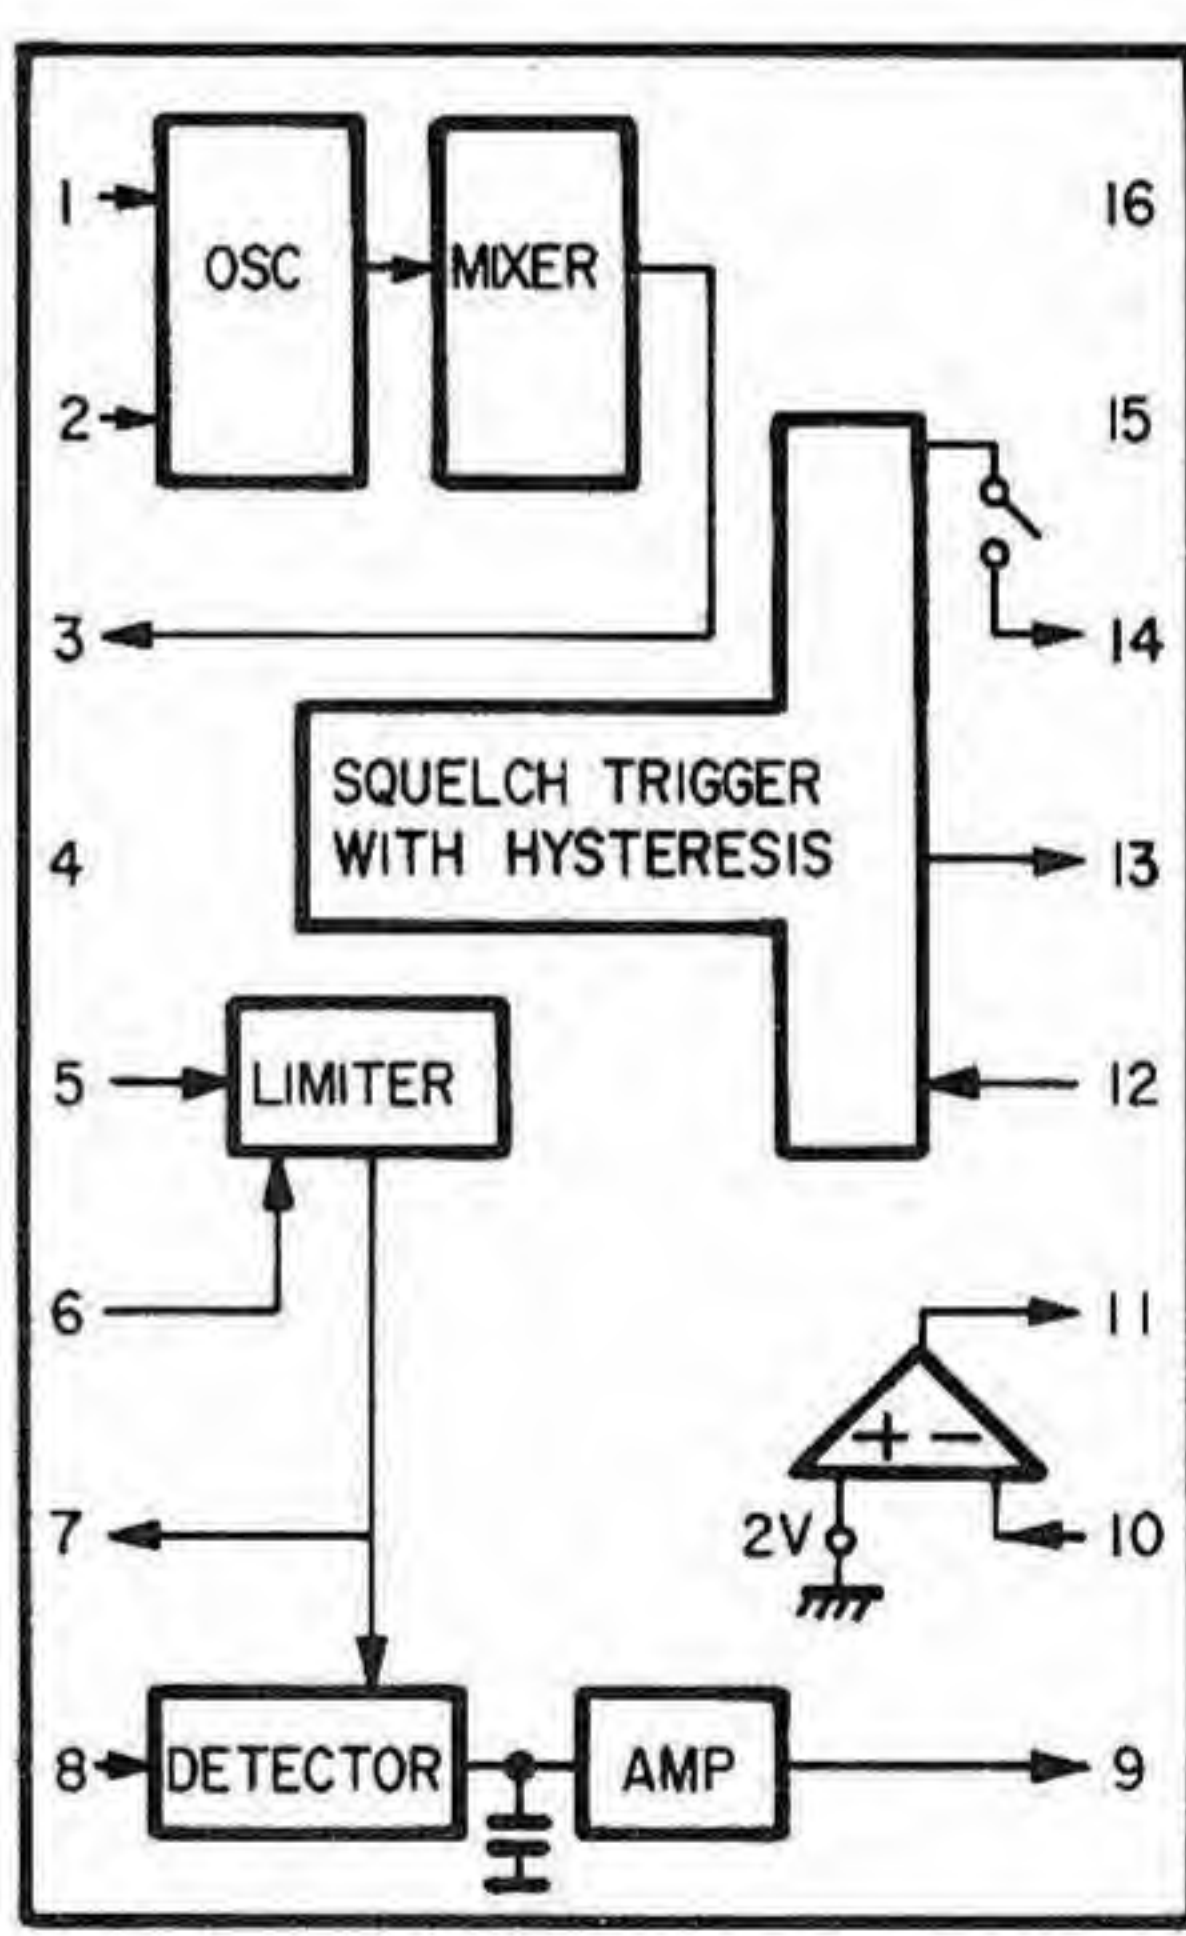 1
OSC
MIXER
16
2
15
3
14
SQUELCH TRIGGER
WITH HYSTERESIS
4
13
5
LIMITER
12
6
11
+ −
7
2V
10
8
DETECTOR
AMP
9